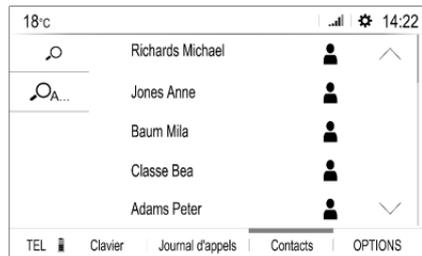 18°C 14:22
Richards Michael
A... Jones Anne
Baum Mila
Classe Bea
Adams Peter
TEL Clavier Journal d'appels Contacts OPTIONS